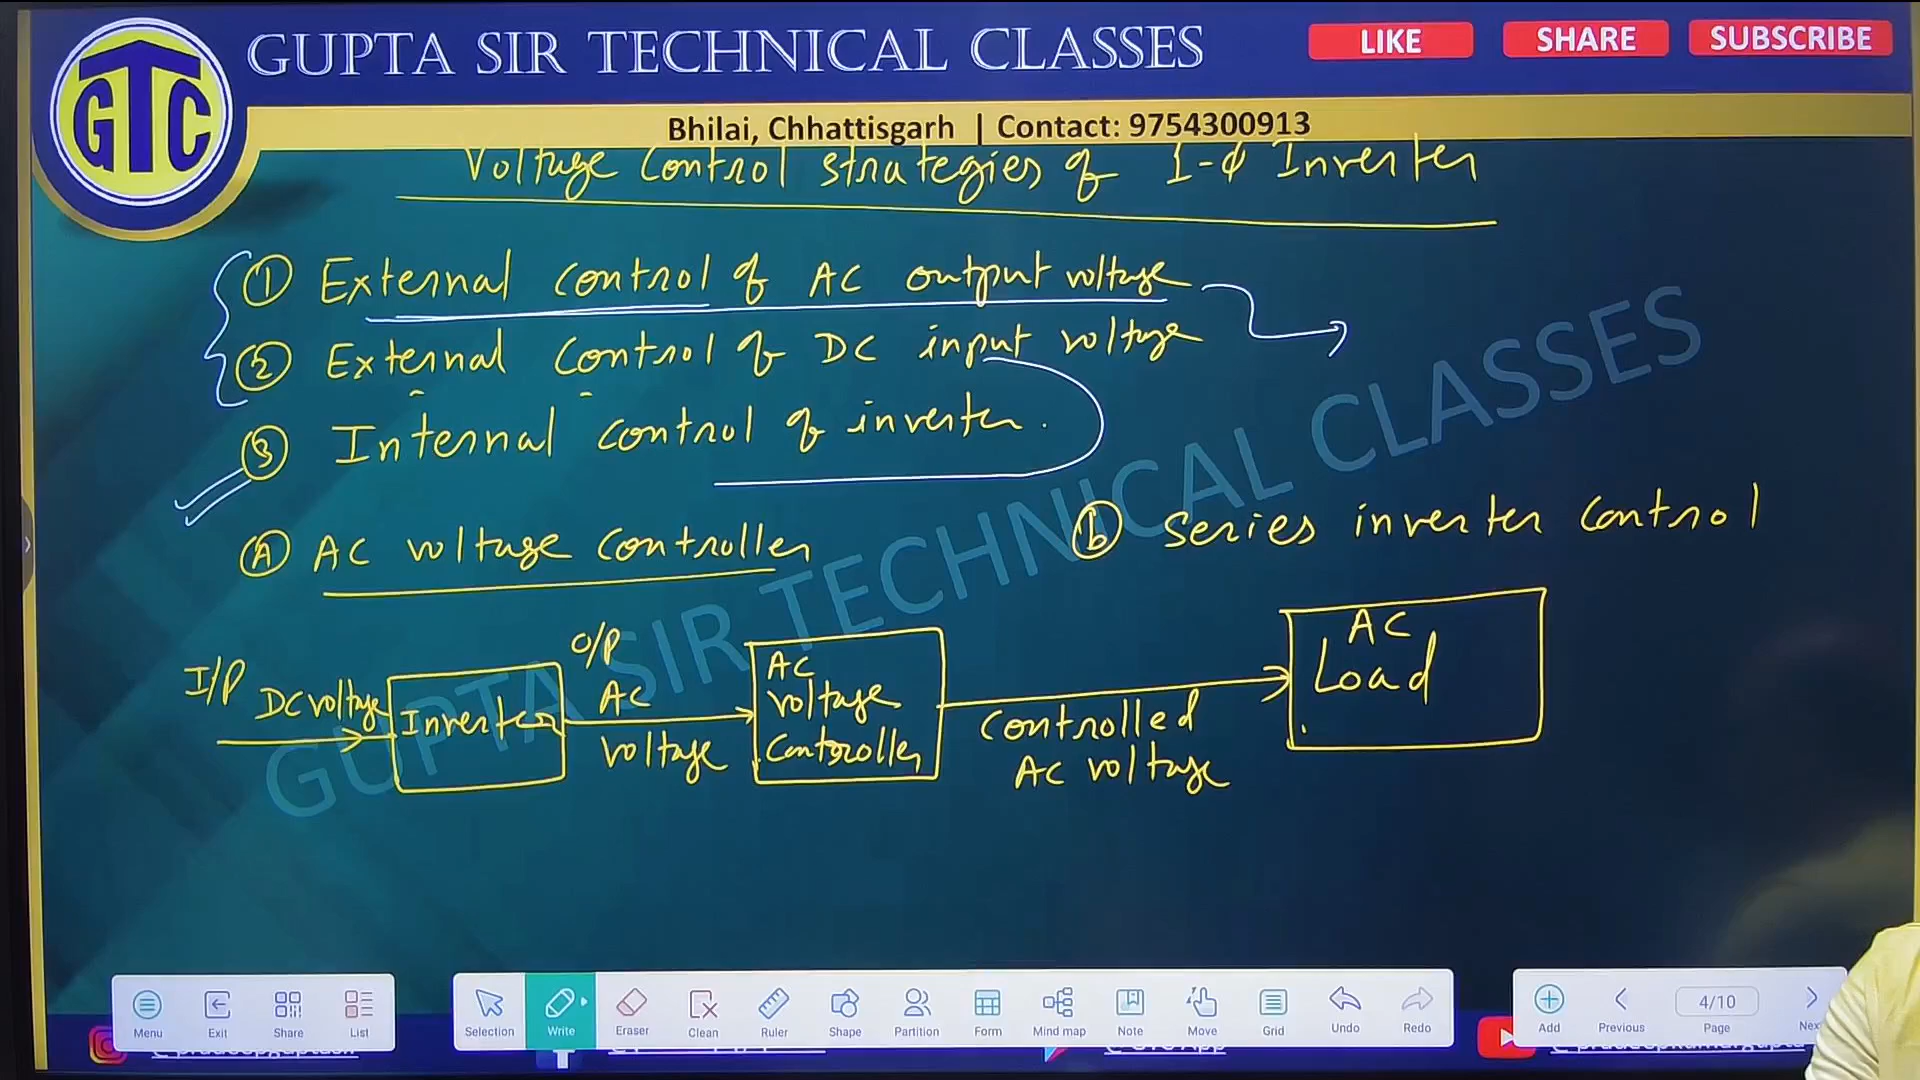 GTC
GUPTA SIR TECHNICAL CLASSES
LIKE
SHARE
SUBSCRIBE
Bhilai, Chhattisgarh | Contact: 9754300913
Voltage Control strategies of 1-ф Inverter
① External control of AC output voltage
② External control of DC input voltage
③ Internal control of inverter.
Ⓐ AC voltage controller
ⓑ Series inverter control
I/P DC voltage
Inverter
O/P AC voltage
AC voltage controller
Controlled AC voltage
AC Load
GUPTA SIR TECHNICAL CLASSES
Menu
Exit
Share
List
Selection
Write
Eraser
Clean
Ruler
Shape
Partition
Form
Mind map
Note
Move
Grid
Undo
Redo
Add
Previous
4/10
Page